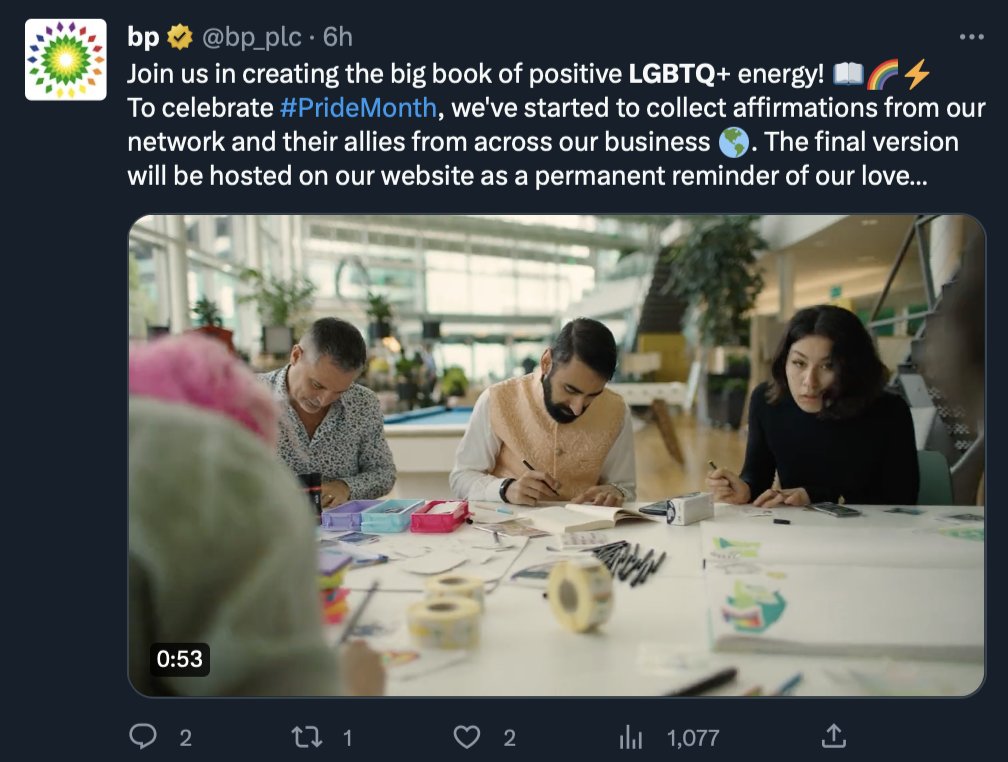 bp @bp_plc · 6h
Join us in creating the big book of positive LGBTQ+ energy! 📖🌈⚡
To celebrate #PrideMonth, we've started to collect affirmations from our
network and their allies from across our business 🌎. The final version
will be hosted on our website as a permanent reminder of our love...
0:53
2 1 2 1,077